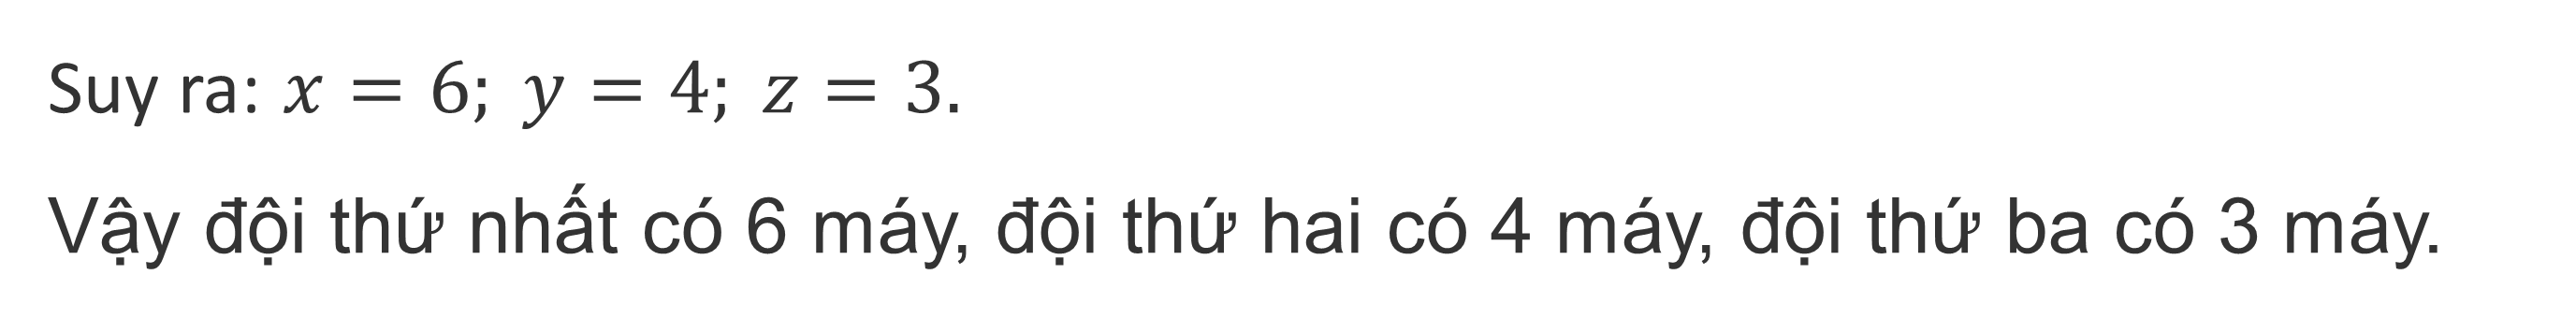 Suy ra: x = 6; y = 4; z = 3.
Vậy đội thứ nhất có 6 máy, đội thứ hai có 4 máy, đội thứ ba có 3 máy.